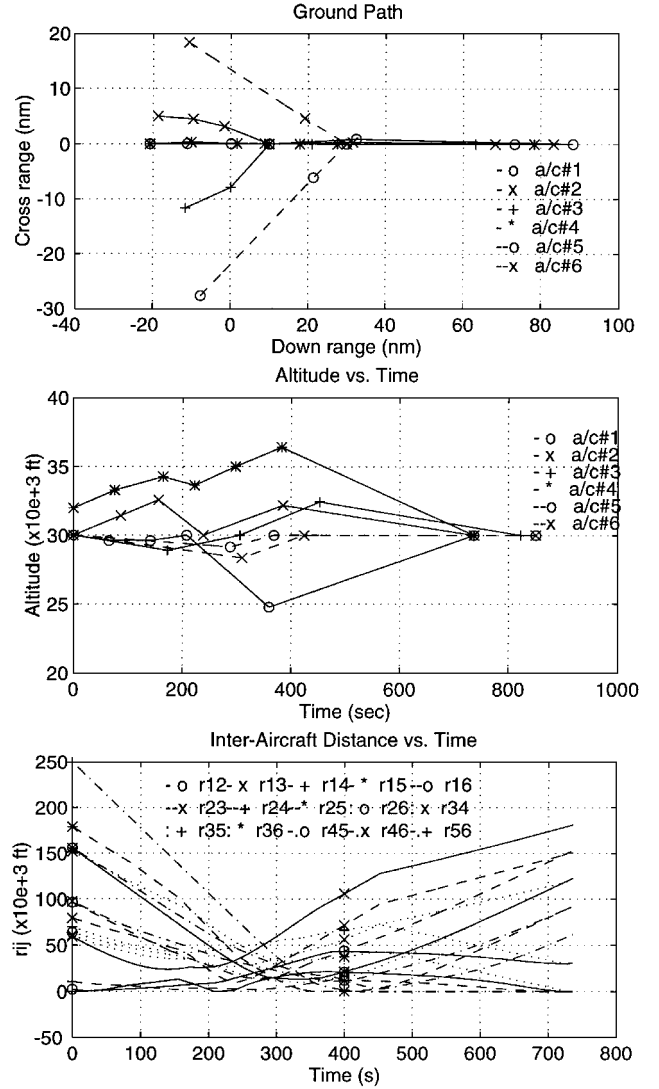 Ground Path
20
10
0
-10
-20
-30
Cross range (nm)
- o a/c#1
- x a/c#2
- + a/c#3
- * a/c#4
--o a/c#5
--x a/c#6
-40 -20 0 20 40 60 80 100
Down range (nm)
Altitude vs. Time
40
35
30
25
20
Altitude (x10e+3 ft)
- o a/c#1
- x a/c#2
- + a/c#3
- * a/c#4
--o a/c#5
--x a/c#6
0 200 400 600 800 1000
Time (sec)
Inter-Aircraft Distance vs. Time
250
200
150
100
50
0
-50
rij (x10e+3 ft)
- o r12- x r13- + r14- * r15--o r16
--x r23--+ r24--* r25: o r26: x r34
: + r35: * r36-.o r45-.x r46-.+ r56
0 100 200 300 400 500 600 700 800
Time (s)